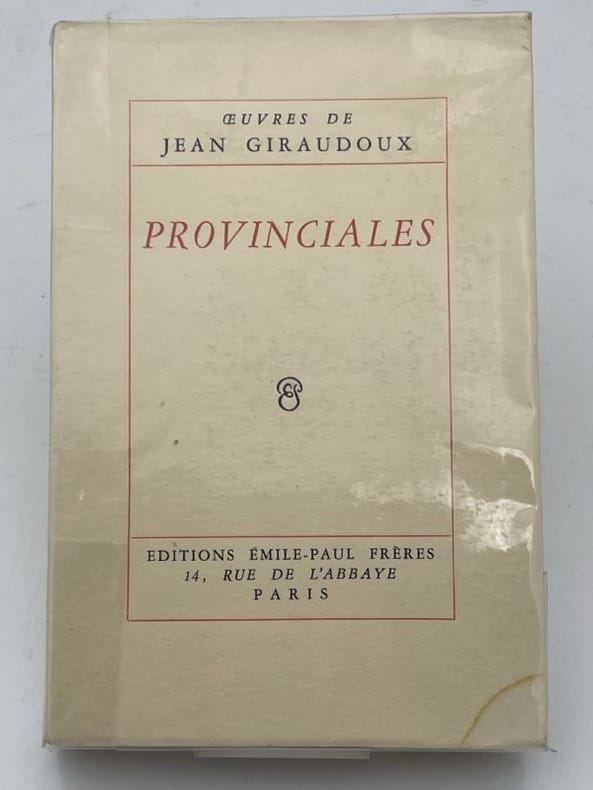 ŒUVRES DE
JEAN GIRAUDOUX
PROVINCIALES
EDITIONS ÉMILE-PAUL FRÈRES
14, RUE DE L'ABBAYE
PARIS